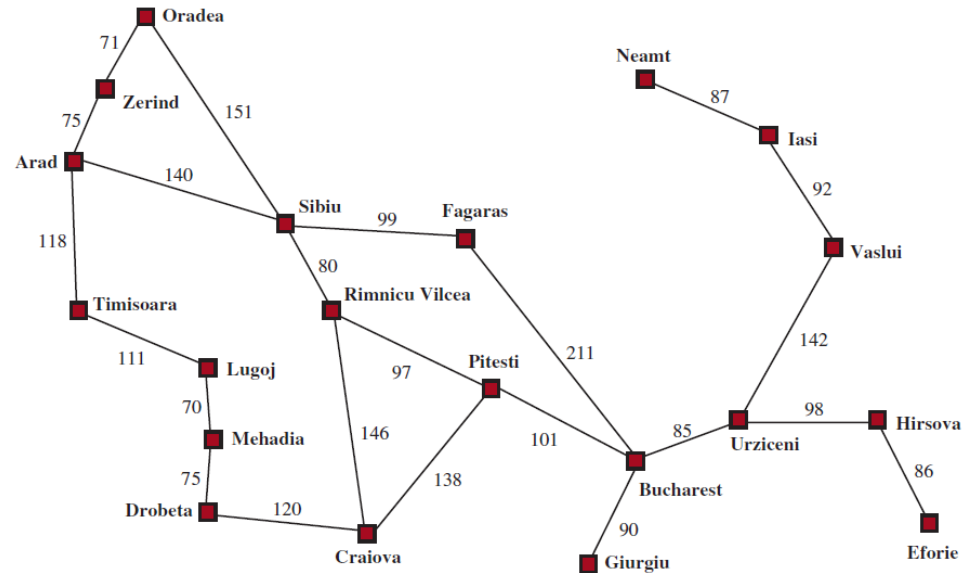 Oradea
71
Neamt
87
Zerind
151
75
Iasi
Arad
140
92
Sibiu
99
Fagaras
118
Vaslui
80
Timisoara
Rimnicu Vilcea
142
211
111
Lugoj
97
Pitesti
70
98
Hirsova
Mehadia
146
101
85
Urziceni
75
138
86
Bucharest
Drobeta
120
90
Craiova
Giurgiu
Eforie